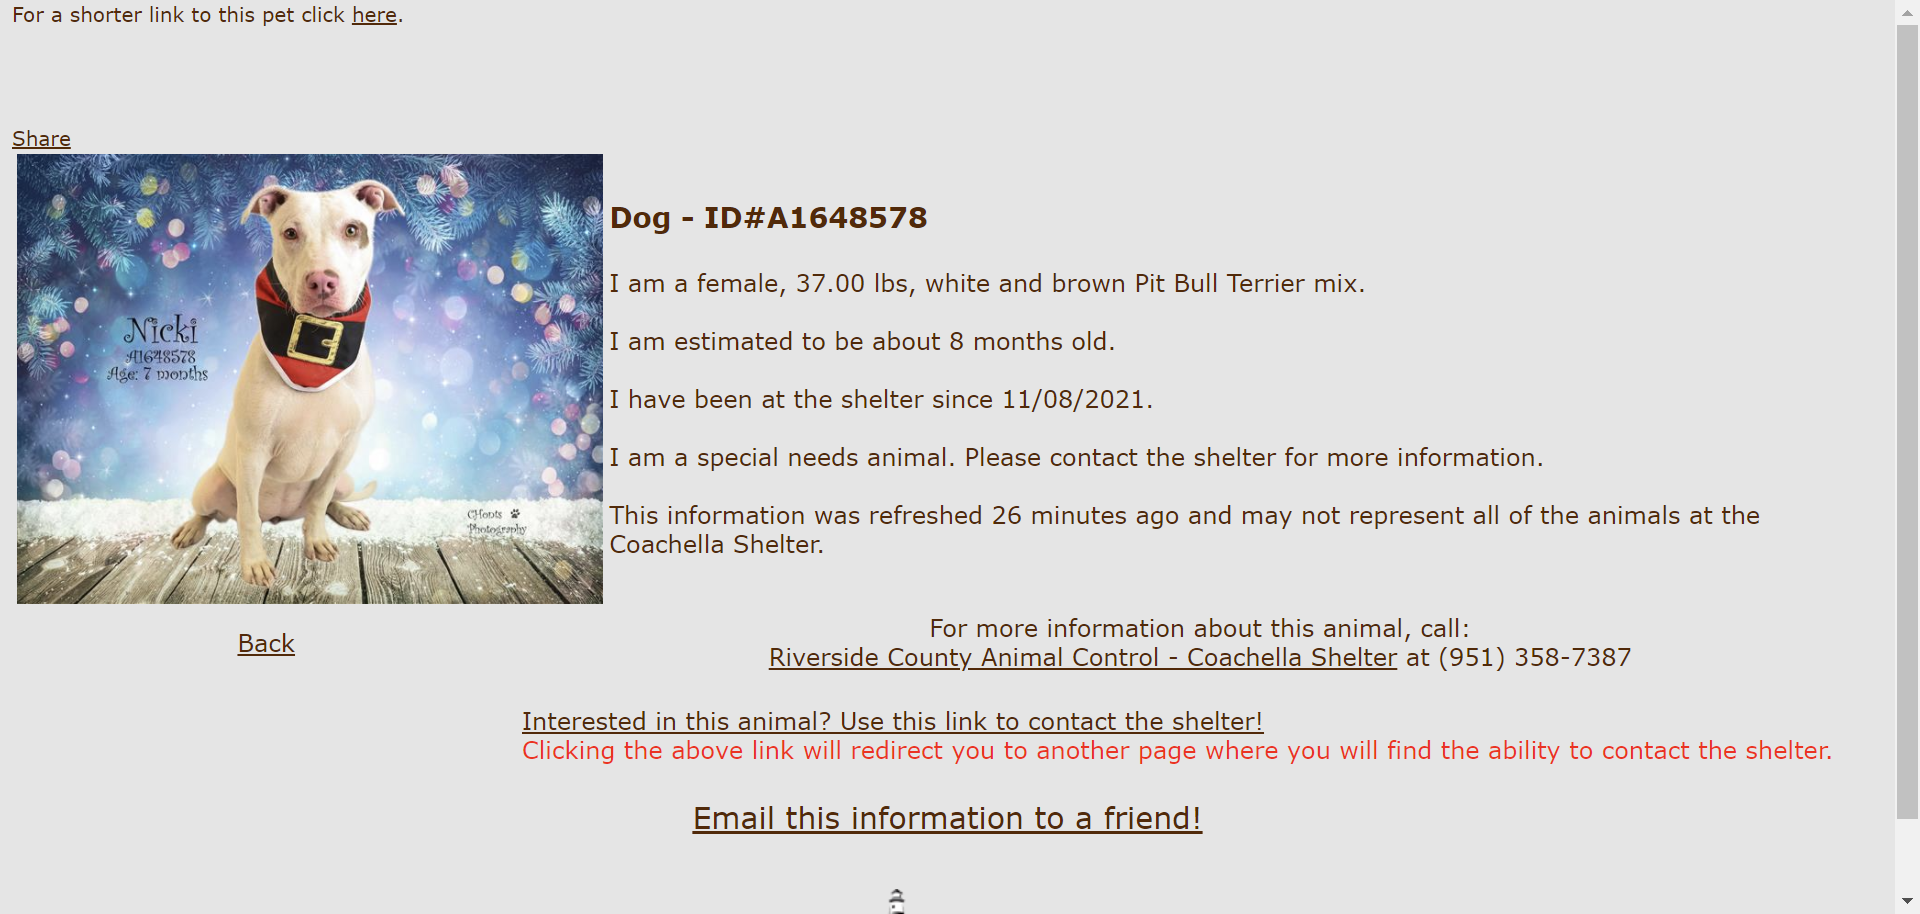 For a shorter link to this pet click here.
Share
Nicki
A1648578
Age: 7 months
CHonts
Photography
Dog - ID#A1648578
I am a female, 37.00 lbs, white and brown Pit Bull Terrier mix.
I am estimated to be about 8 months old.
I have been at the shelter since 11/08/2021.
I am a special needs animal. Please contact the shelter for more information.
This information was refreshed 26 minutes ago and may not represent all of the animals at the
Coachella Shelter.
Back
For more information about this animal, call:
Riverside County Animal Control - Coachella Shelter at (951) 358-7387
Interested in this animal? Use this link to contact the shelter!
Clicking the above link will redirect you to another page where you will find the ability to contact the shelter.
Email this information to a friend!